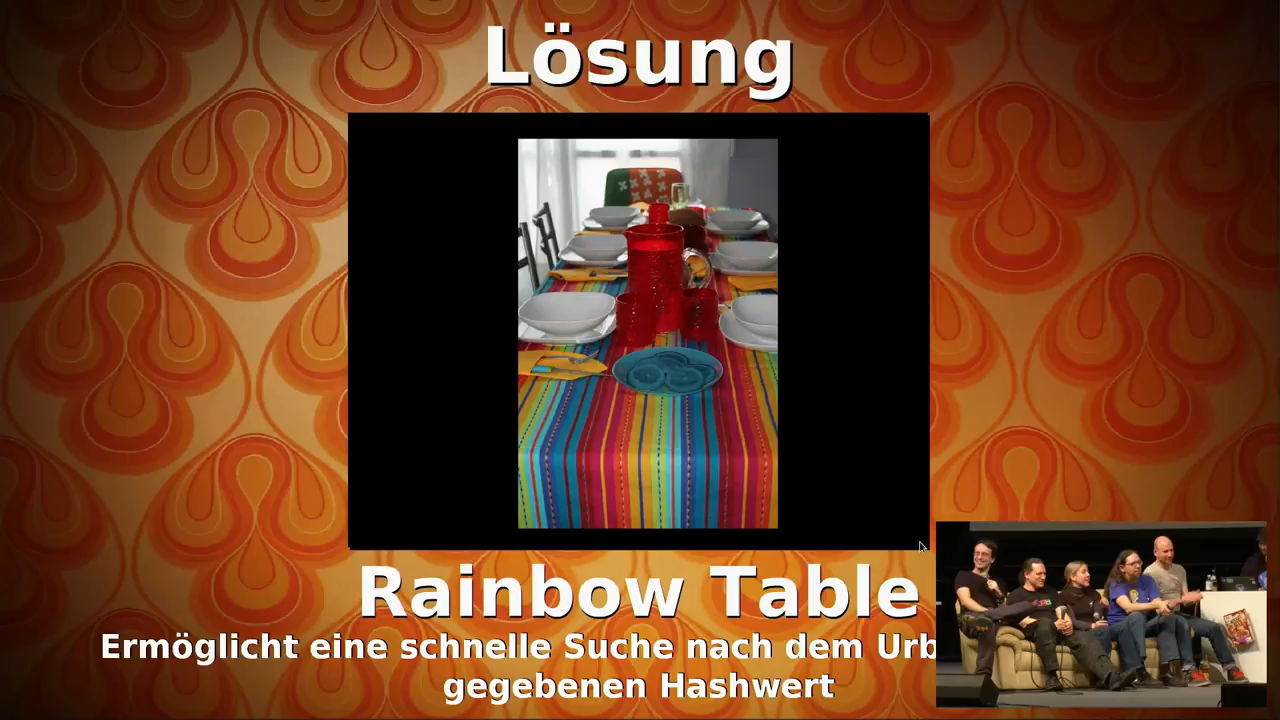 Lösung
Rainbow Table
Ermöglicht eine schnelle Suche nach dem Urb
gegebenen Hashwert